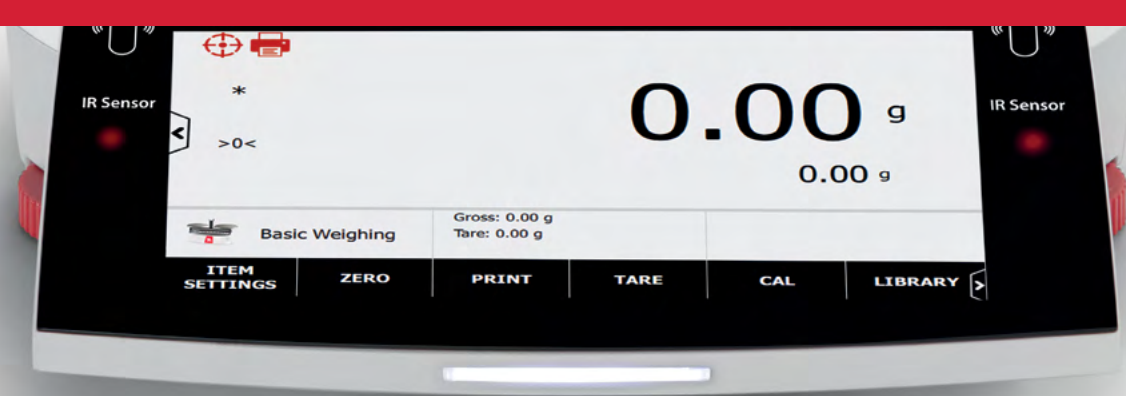 IR Sensor
IR Sensor
*
0.00 g
>0<
0.00 g
Basic Weighing
Gross: 0.00 g
Tare: 0.00 g
ITEM
SETTINGS
ZERO
PRINT
TARE
CAL
LIBRARY